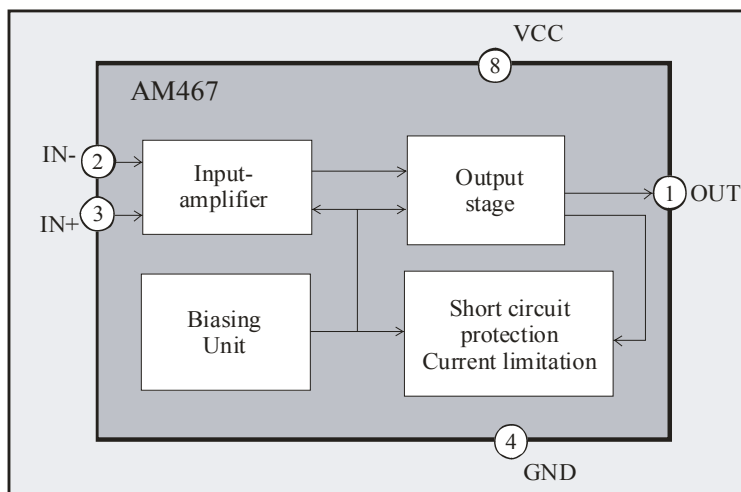 VCC
8
AM467
IN-
2
Input-
amplifier
Output
stage
1
OUT
3
IN+
Biasing
Unit
Short circuit
protection
Current limitation
4
GND